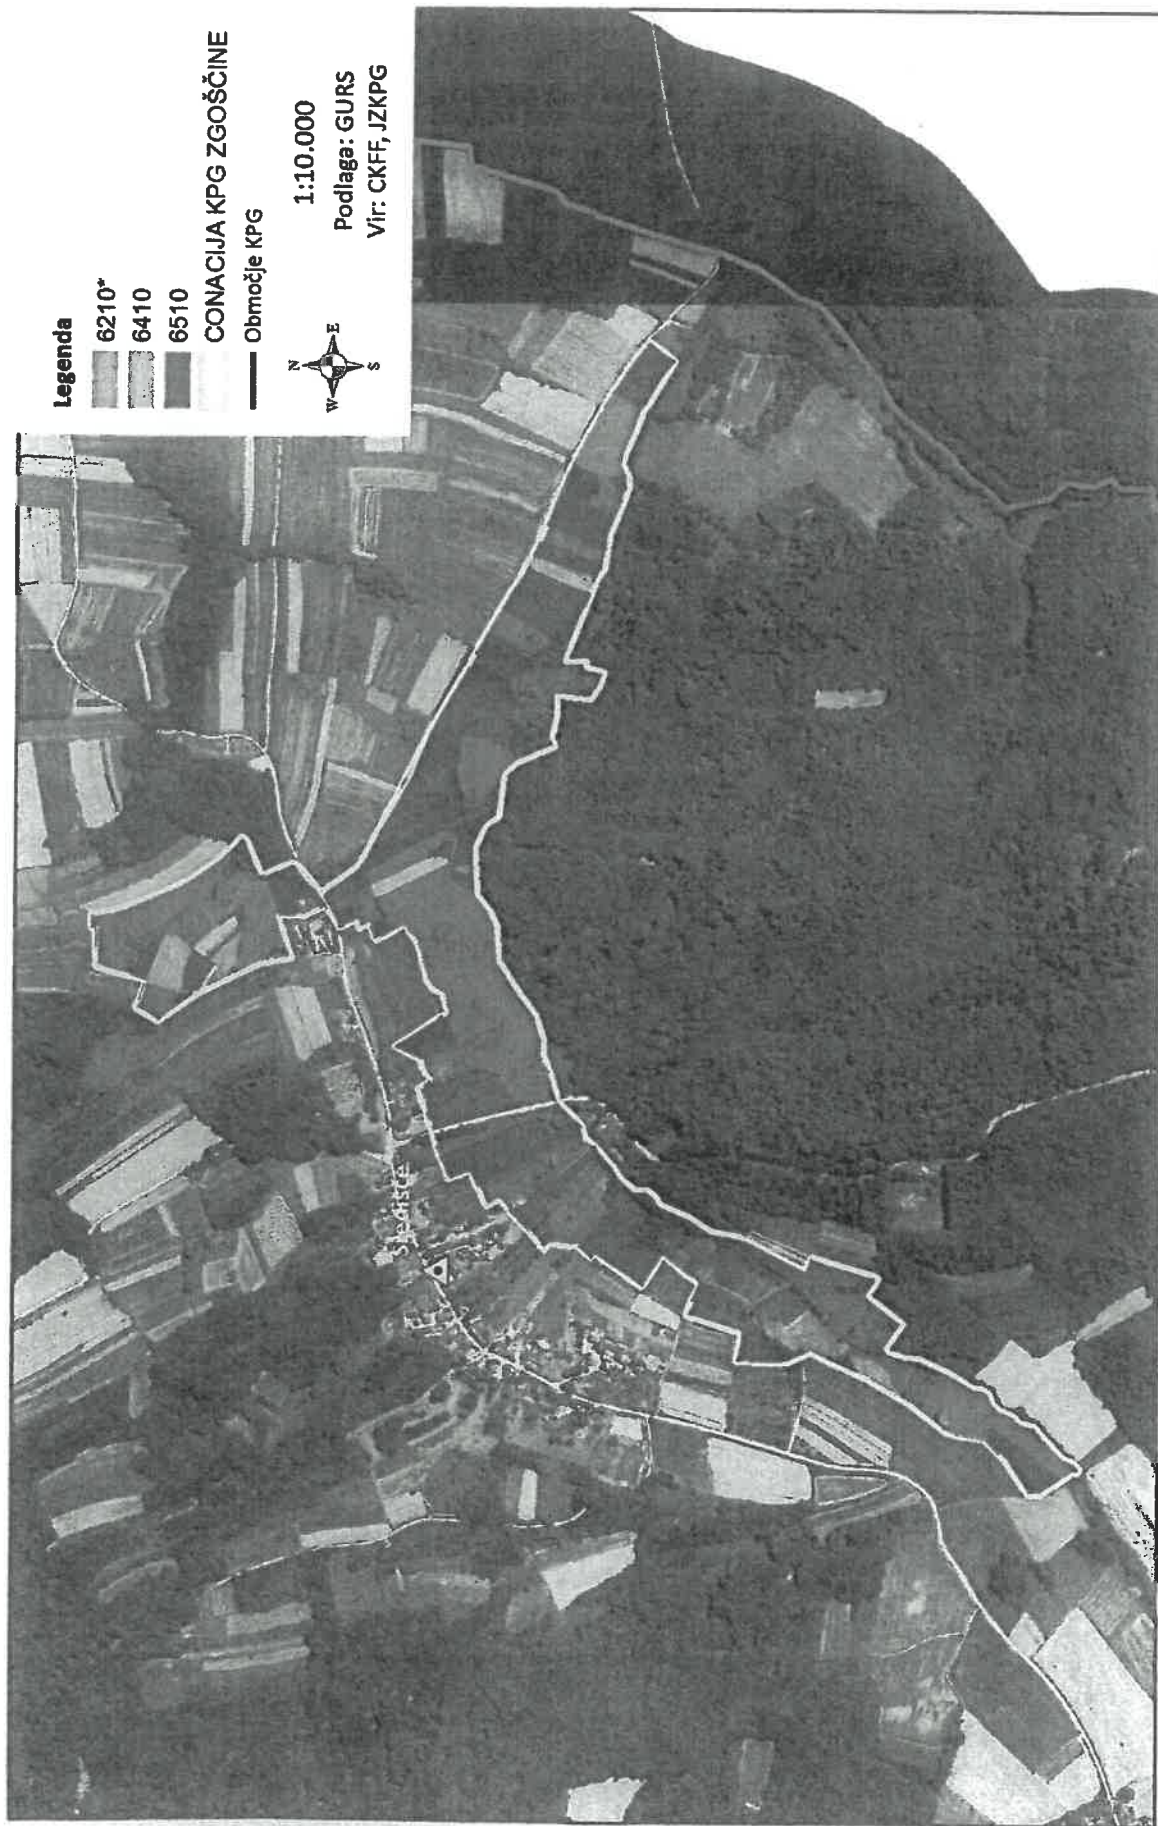 Legenda
6210*
6410
6510
CONACIJA KPG ZGOŠČINE
Območje KPG
N
W
E
S
1:10.000
Podlaga: GURS
Vir: CKFF, JZKPG